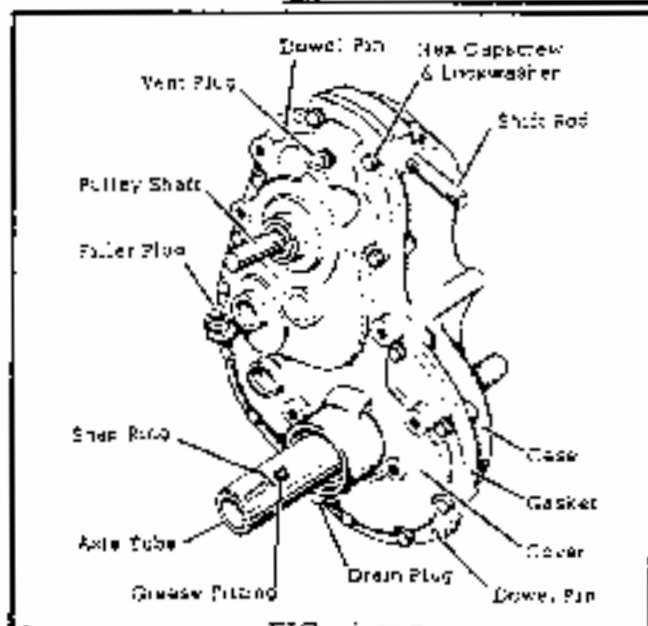 Dowel Pin
Hex Capscrew
& Lockwasher
Vent Plug
Shift Rod
Pulley Shaft
Filler Plug
Snap Ring
Case
Gasket
Axle Tube
Cover
Drain Plug
Grease Fitting
Dowel Pin
FIG.